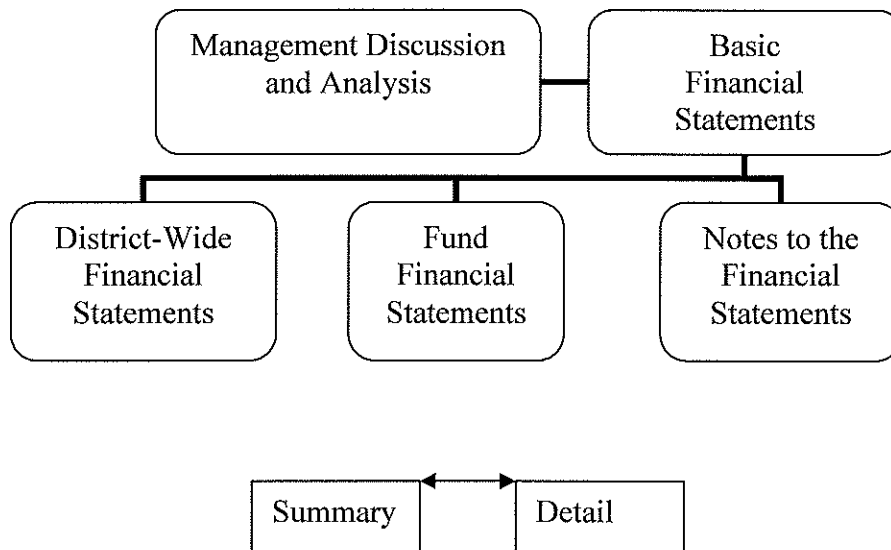 Management Discussion
and Analysis
Basic
Financial
Statements
District-Wide
Financial
Statements
Fund
Financial
Statements
Notes to the
Financial
Statements
Summary
Detail